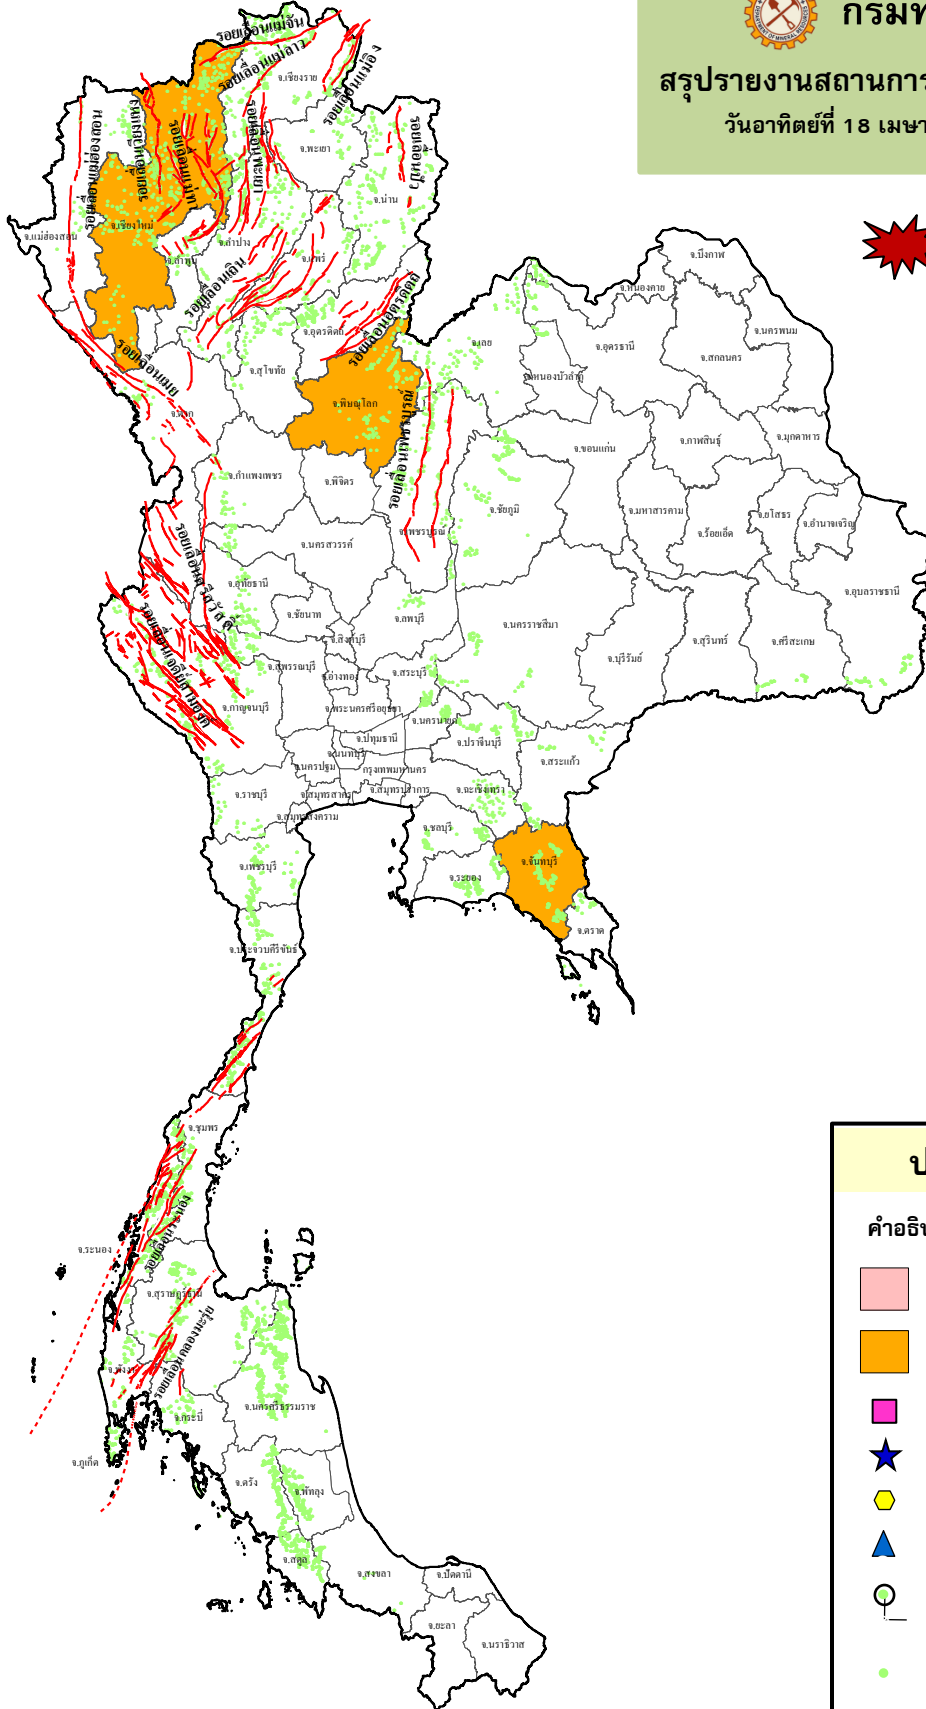 กรมท
สรุปรายงานสถานการ
วันอาทิตย์ที่ 18 เมษา
DEPARTMENT OF MINERAL RESOURCES
รอยเลื่อนแม่จัน
รอยเลื่อนแม่ลาว
รอยเลื่อนแม่อิง
จ.เชียงราย
รอยเลื่อนแม่ฮ่องสอน
รอยเลื่อนแม่ทา
รอยเลื่อนพะเยา
รอยเลื่อนปัว
จ.พะเยา
จ.น่าน
จ.แม่ฮ่องสอน
จ.เชียงใหม่
จ.ลำปาง
จ.ลำพูน
จ.แพร่
รอยเลื่อนเถิน
รอยเลื่อนอุตรดิตถ์
จ.อุตรดิตถ์
จ.บึงกาฬ
จ.หนองคาย
จ.นครพนม
จ.เลย
จ.อุดรธานี
จ.สกลนคร
จ.สุโขทัย
จ.หนองบัวลำภู
รอยเลื่อนเมย
จ.ตาก
จ.พิษณุโลก
รอยเลื่อนเพชรบูรณ์
จ.ขอนแก่น
จ.กาฬสินธุ์
จ.มุกดาหาร
จ.กำแพงเพชร
จ.พิจิตร
จ.ชัยภูมิ
จ.มหาสารคาม
จ.ร้อยเอ็ด
จ.ยโสธร
จ.อำนาจเจริญ
จ.เพชรบูรณ์
จ.นครสวรรค์
รอยเลื่อนศรีสวัสดิ์
จ.อุทัยธานี
จ.อุบลราชธานี
จ.ชัยนาท
จ.ลพบุรี
จ.นครราชสีมา
จ.สิงห์บุรี
จ.บุรีรัมย์
จ.สุรินทร์
จ.ศรีสะเกษ
รอยเลื่อนเจดีย์สามองค์
จ.สุพรรณบุรี
จ.อ่างทอง
จ.สระบุรี
จ.กาญจนบุรี
จ.พระนครศรีอยุธยา
จ.นครนายก
จ.ปทุมธานี
จ.ปราจีนบุรี
จ.สระแก้ว
จ.นนทบุรี
จ.นครปฐม
กรุงเทพมหานคร
จ.ราชบุรี
จ.สมุทรสาคร
จ.สมุทรปราการ
จ.ฉะเชิงเทรา
จ.สมุทรสงคราม
จ.ชลบุรี
จ.เพชรบุรี
จ.ระยอง
จ.จันทบุรี
จ.ตราด
จ.ประจวบคีรีขันธ์
จ.ชุมพร
รอยเลื่อนระนอง
จ.ระนอง
จ.สุราษฎร์ธานี
รอยเลื่อนคลองมะรุ่ย
จ.พังงา
จ.กระบี่
จ.นครศรีธรรมราช
จ.ภูเก็ต
จ.ตรัง
จ.พัทลุง
จ.สตูล
จ.สงขลา
จ.ปัตตานี
จ.ยะลา
จ.นราธิวาส
ป
คำอธิบ